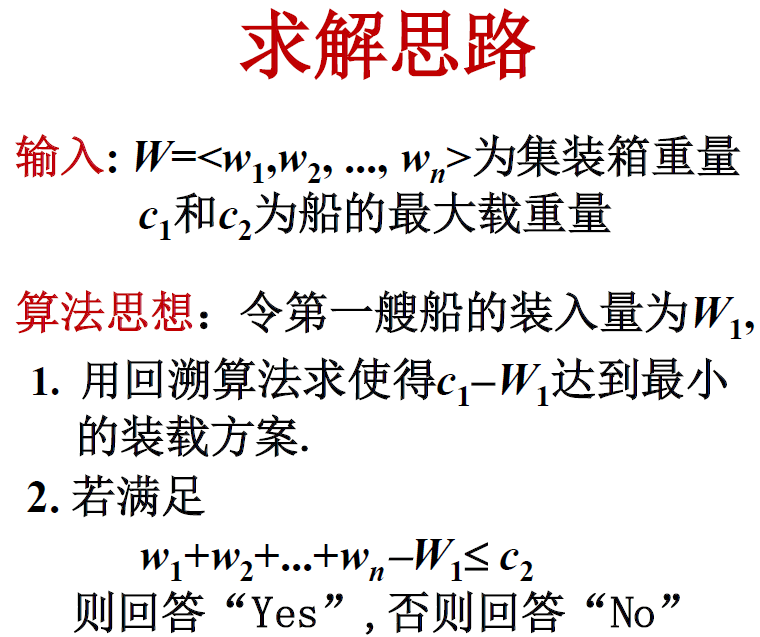 求解思路
输入: W=<w₁,w₂, ..., wₙ>为集装箱重量
c₁和c₂为船的最大载重量
算法思想：令第一艘船的装入量为W₁,
1. 用回溯算法求使得c₁–W₁达到最小
的装载方案.
2. 若满足
w₁+w₂+...+wₙ–W₁≤ c₂
则回答“Yes”,否则回答“No”